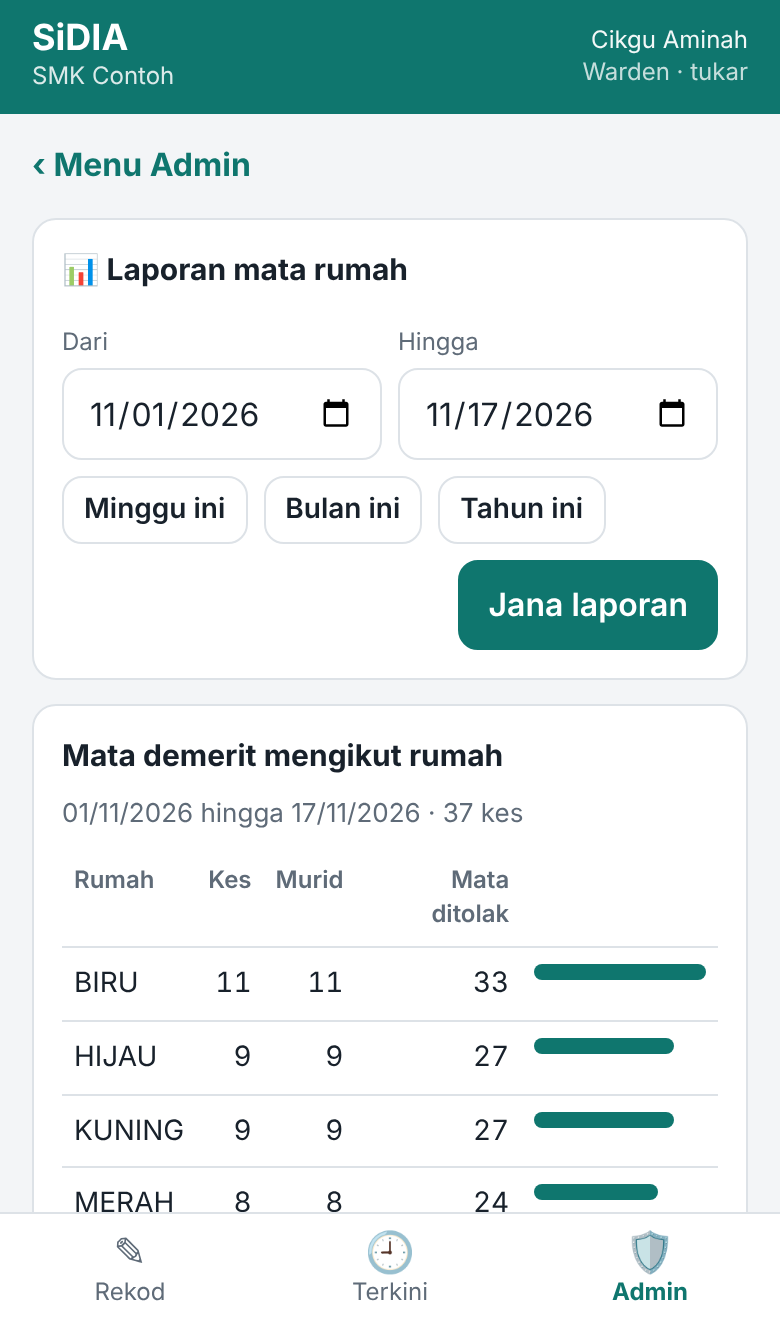 SiDIA
SMK Contoh
Cikgu Aminah
Warden · tukar
‹ Menu Admin
📊 Laporan mata rumah
Dari
Hingga
11/01/2026
11/17/2026
Minggu ini
Bulan ini
Tahun ini
Jana laporan
Mata demerit mengikut rumah
01/11/2026 hingga 17/11/2026 · 37 kes
Rumah Kes Murid Mata ditolak
BIRU 11 11 33
HIJAU 9 9 27
KUNING 9 9 27
MERAH 8 8 24
Rekod
Terkini
Admin